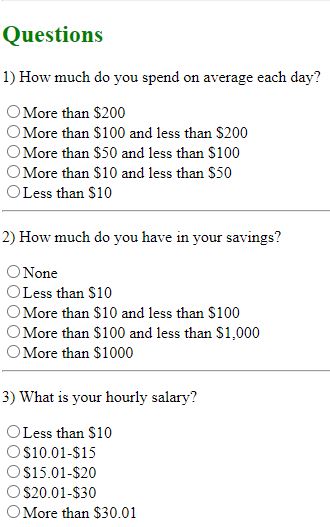 Questions
1) How much do you spend on average each day?
More than $200
More than $100 and less than $200
More than $50 and less than $100
More than $10 and less than $50
Less than $10
2) How much do you have in your savings?
None
Less than $10
More than $10 and less than $100
More than $100 and less than $1,000
More than $1000
3) What is your hourly salary?
Less than $10
$10.01-$15
$15.01-$20
$20.01-$30
More than $30.01